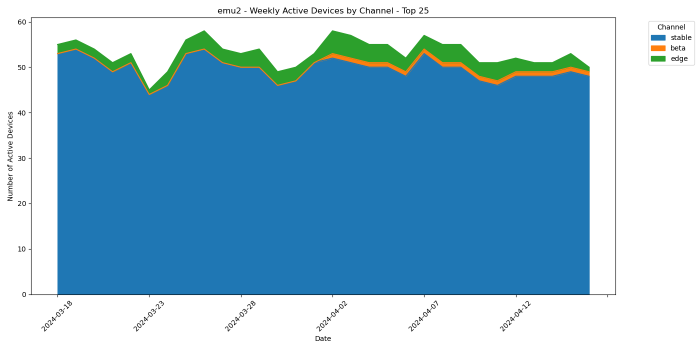 emu2 - Weekly Active Devices by Channel - Top 25
Channel
stable
beta
edge
Number of Active Devices
60
50
40
30
20
10
0
2024-03-18
2024-03-23
2024-03-28
2024-04-02
2024-04-07
2024-04-12
Date